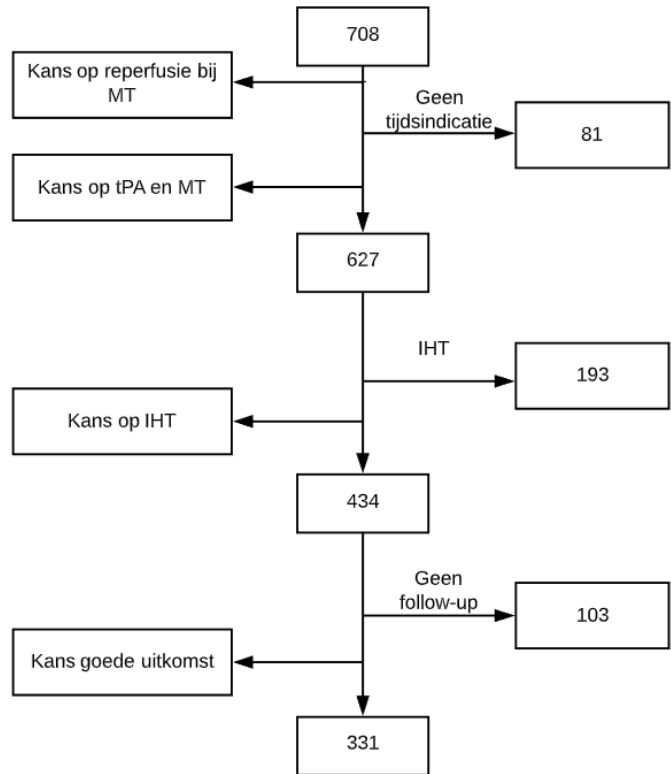 708
Kans op reperfusie bij
MT
Geen
tijdsindicatie
81
Kans op tPA en MT
627
IHT
193
Kans op IHT
434
Geen
follow-up
103
Kans goede uitkomst
331